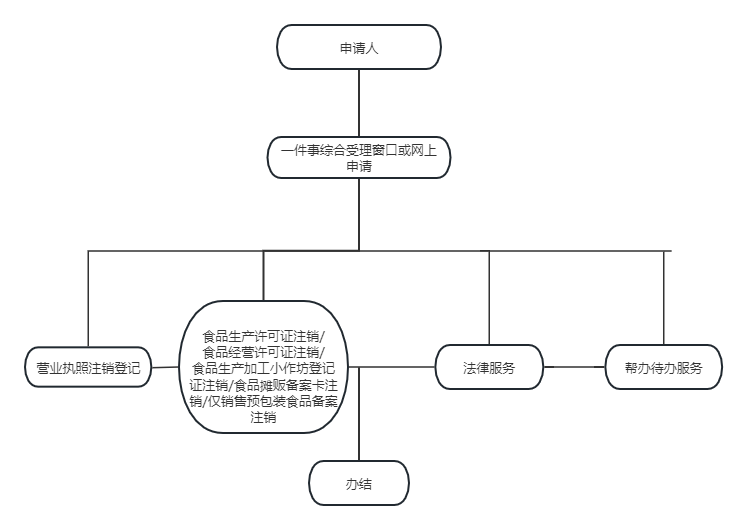 申请人
一件事综合受理窗口或网上
申请
营业执照注销登记
食品生产许可证注销/
食品经营许可证注销/
食品生产加工小作坊登记
证注销/食品摊贩备案卡注
销/仅销售预包装食品备案
注销
法律服务
帮办待办服务
办结